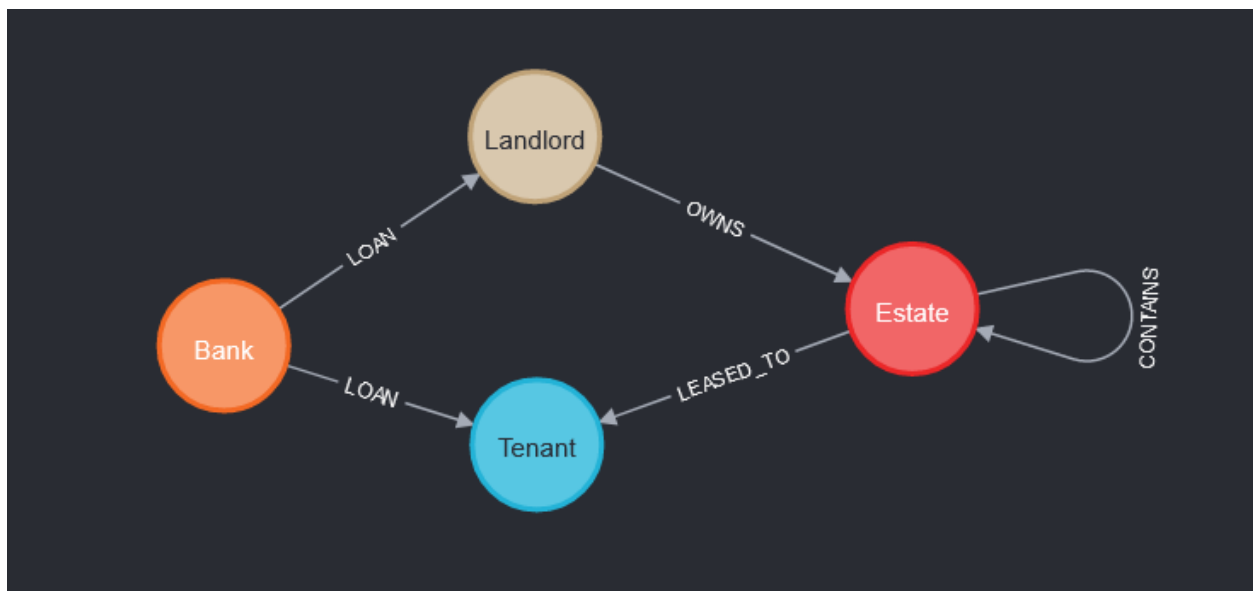 Landlord
LOAN
OWNS
CONTAINS
Estate
Bank
LEASED_TO
LOAN
Tenant